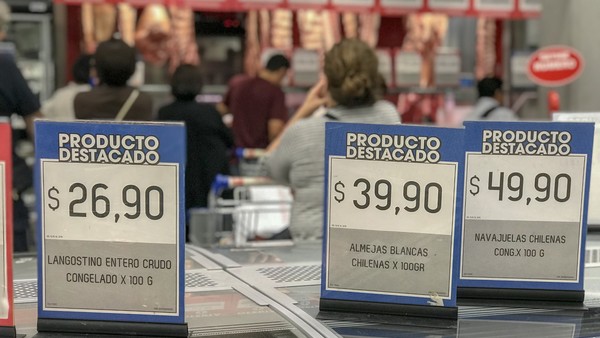 PRODUCTO
DESTACADO
$ 26,90
LANGOSTINO ENTERO CRUDO
CONGELADO X 100 G
PRODUCTO
DESTACADO
$ 39,90
ALMEJAS BLANCAS
CHILENAS X 100GR
PRODUCTO
DESTACADO
$ 49,90
NAVAJUELAS CHILENAS
CONG.X 100 G